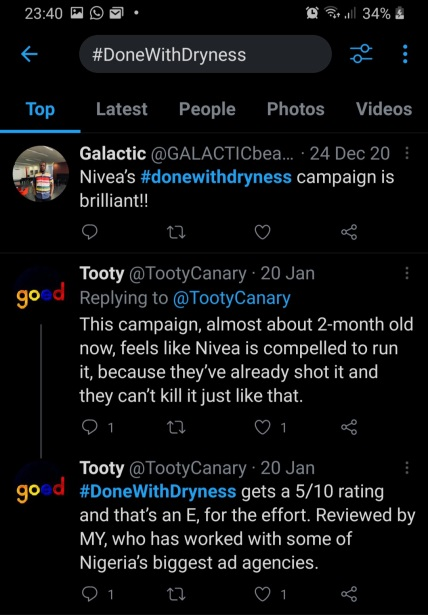 23:40 34%
#DoneWithDryness
Top Latest People Photos Videos
Galactic @GALACTICbea... · 24 Dec 20
Nivea's #donewithdryness campaign is
brilliant!!
Tooty @TootyCanary · 20 Jan
good
Replying to @TootyCanary
This campaign, almost about 2-month old
now, feels like Nivea is compelled to run
it, because they've already shot it and
they can't kill it just like that.
1 1
Tooty @TootyCanary · 20 Jan
good
#DoneWithDryness gets a 5/10 rating
and that's an E, for the effort. Reviewed by
MY, who has worked with some of
Nigeria's biggest ad agencies.
1 1